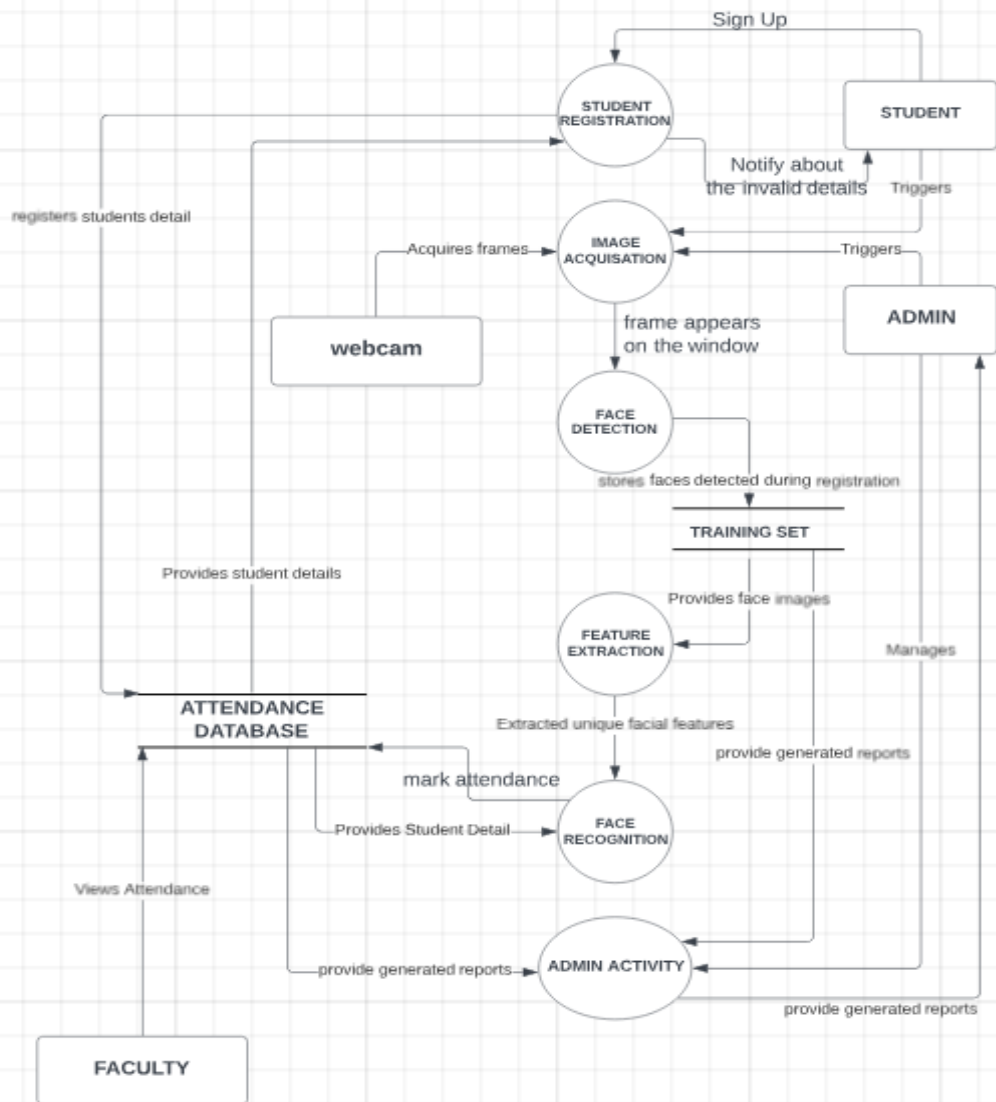 Sign Up
STUDENT
REGISTRATION
STUDENT
Notify about
the invalid details
Triggers
registers students detail
IMAGE
ACQUISATION
Acquires frames
Triggers
ADMIN
webcam
frame appears
on the window
FACE
DETECTION
stores faces detected during registration
TRAINING SET
Provides student details
Provides face images
FEATURE
EXTRACTION
Manages
ATTENDANCE
DATABASE
Extracted unique facial features
provide generated reports
mark attendance
Provides Student Detail
FACE
RECOGNITION
Views Attendance
ADMIN ACTIVITY
provide generated reports
provide generated reports
FACULTY